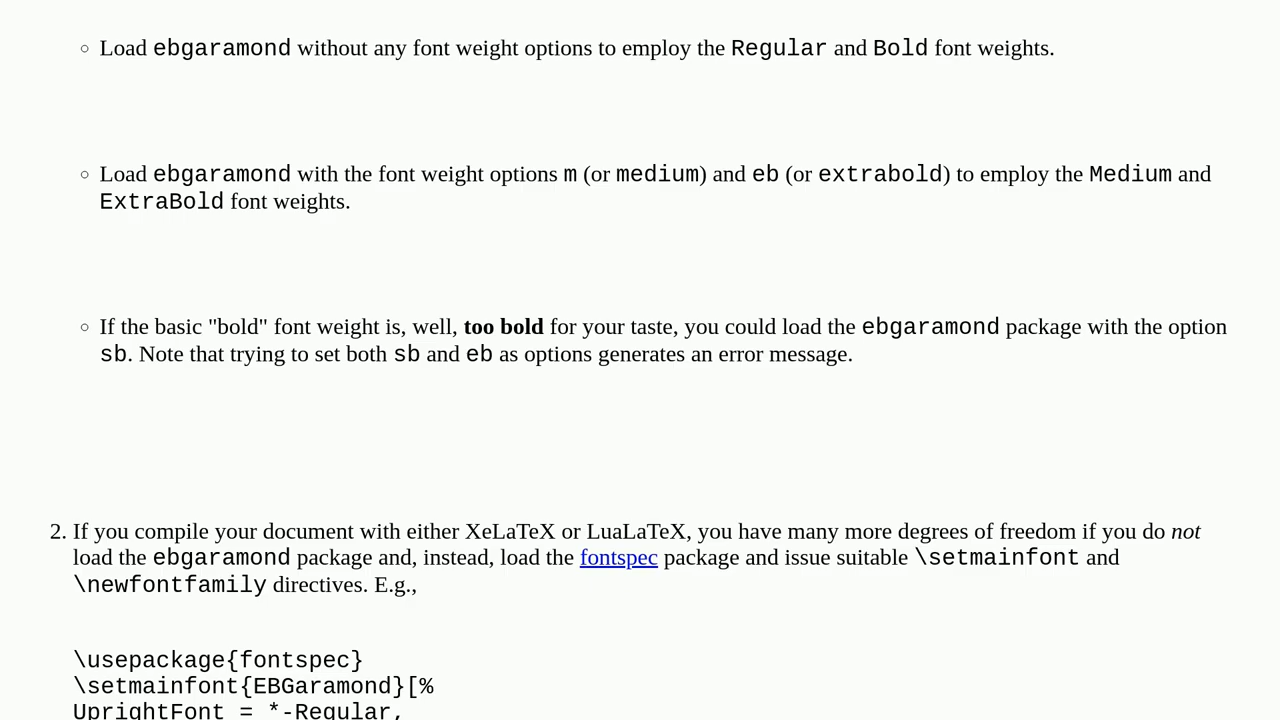 Load ebgaramond without any font weight options to employ the Regular and Bold font weights.
Load ebgaramond with the font weight options m (or medium) and eb (or extrabold) to employ the Medium and
ExtraBold font weights.
If the basic "bold" font weight is, well, too bold for your taste, you could load the ebgaramond package with the option
sb. Note that trying to set both sb and eb as options generates an error message.
2. If you compile your document with either XeLaTeX or LuaLaTeX, you have many more degrees of freedom if you do not
load the ebgaramond package and, instead, load the fontspec package and issue suitable \setmainfont and
\newfontfamily directives. E.g.,
\usepackage{fontspec}
\setmainfont{EBGaramond}[%
UprightFont = *-Regular,